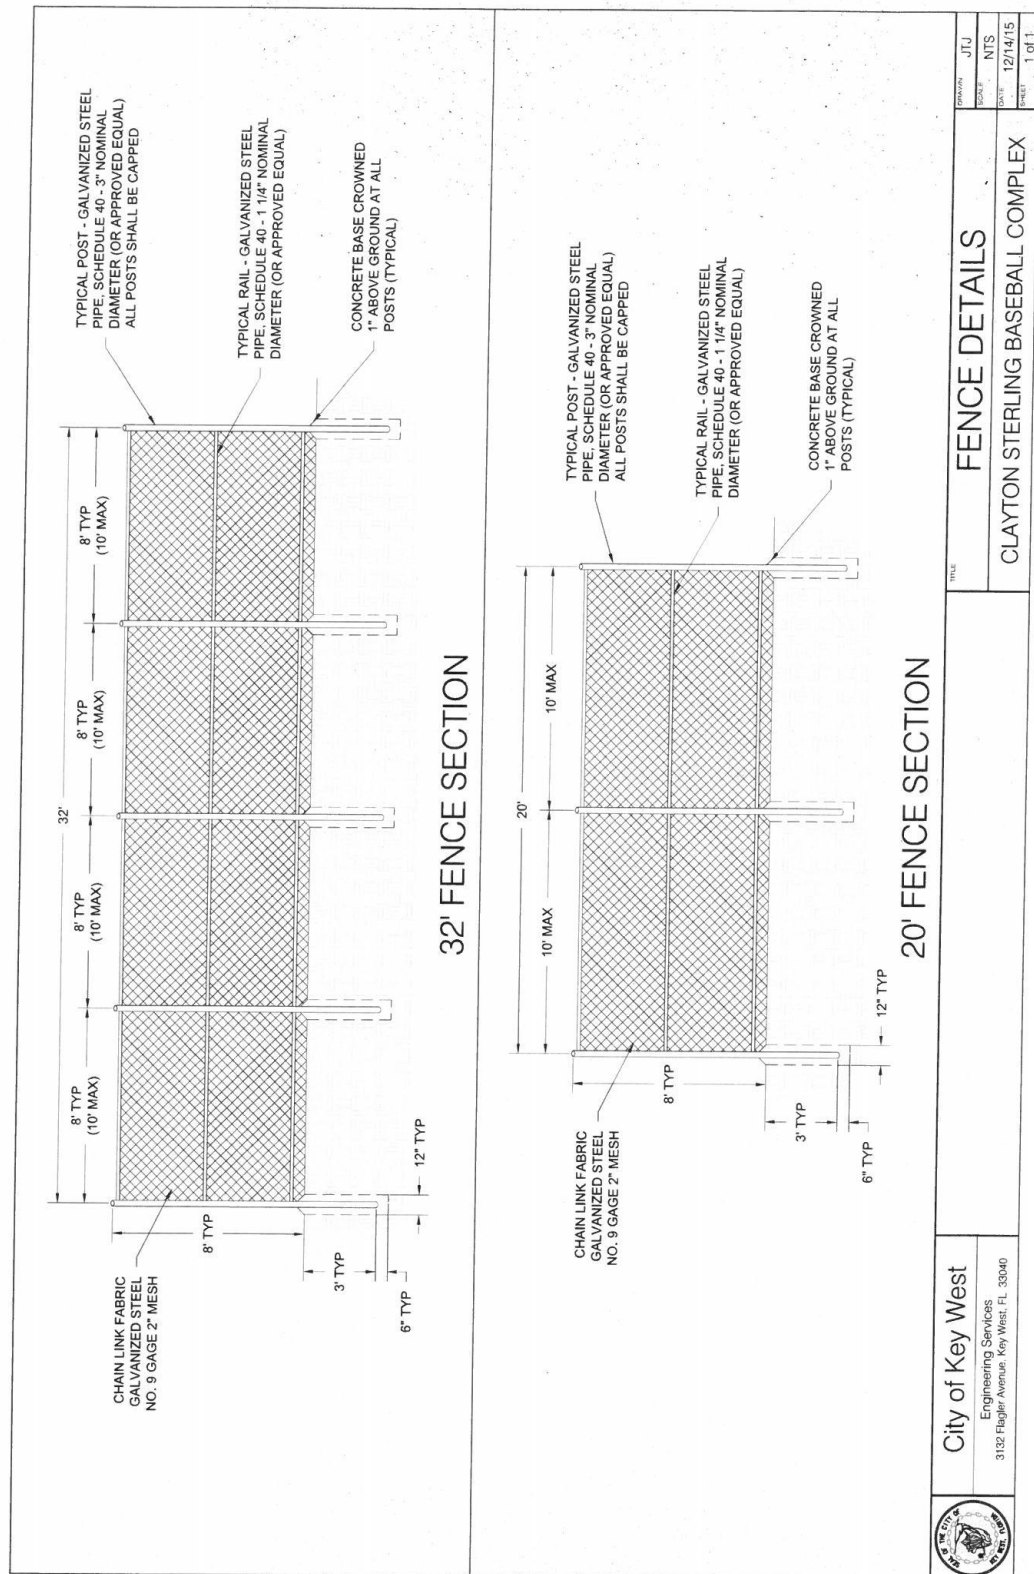 32'
8' TYP
(10' MAX)
8' TYP
(10' MAX)
8' TYP
(10' MAX)
8' TYP
(10' MAX)
TYPICAL POST - GALVANIZED STEEL
PIPE, SCHEDULE 40 - 3" NOMINAL
DIAMETER (OR APPROVED EQUAL)
ALL POSTS SHALL BE CAPPED
TYPICAL RAIL - GALVANIZED STEEL
PIPE, SCHEDULE 40 - 1 1/4" NOMINAL
DIAMETER (OR APPROVED EQUAL)
CONCRETE BASE CROWNED
1" ABOVE GROUND AT ALL
POSTS (TYPICAL)
CHAIN LINK FABRIC
GALVANIZED STEEL
NO. 9 GAGE 2" MESH
8' TYP
3' TYP
6" TYP
12" TYP
32' FENCE SECTION
20'
10' MAX
10' MAX
TYPICAL POST - GALVANIZED STEEL
PIPE, SCHEDULE 40 - 3" NOMINAL
DIAMETER (OR APPROVED EQUAL)
ALL POSTS SHALL BE CAPPED
TYPICAL RAIL - GALVANIZED STEEL
PIPE, SCHEDULE 40 - 1 1/4" NOMINAL
DIAMETER (OR APPROVED EQUAL)
CONCRETE BASE CROWNED
1" ABOVE GROUND AT ALL
POSTS (TYPICAL)
CHAIN LINK FABRIC
GALVANIZED STEEL
NO. 9 GAGE 2" MESH
8' TYP
3' TYP
6" TYP
12" TYP
20' FENCE SECTION
SEAL OF THE CITY OF
KEY WEST, FLORIDA
City of Key West
Engineering Services
3132 Flagler Avenue, Key West, FL 33040
TITLE
FENCE DETAILS
CLAYTON STERLING BASEBALL COMPLEX
DRAWN
JTJ
SCALE
NTS
DATE
12/14/15
SHEET
1 of 1